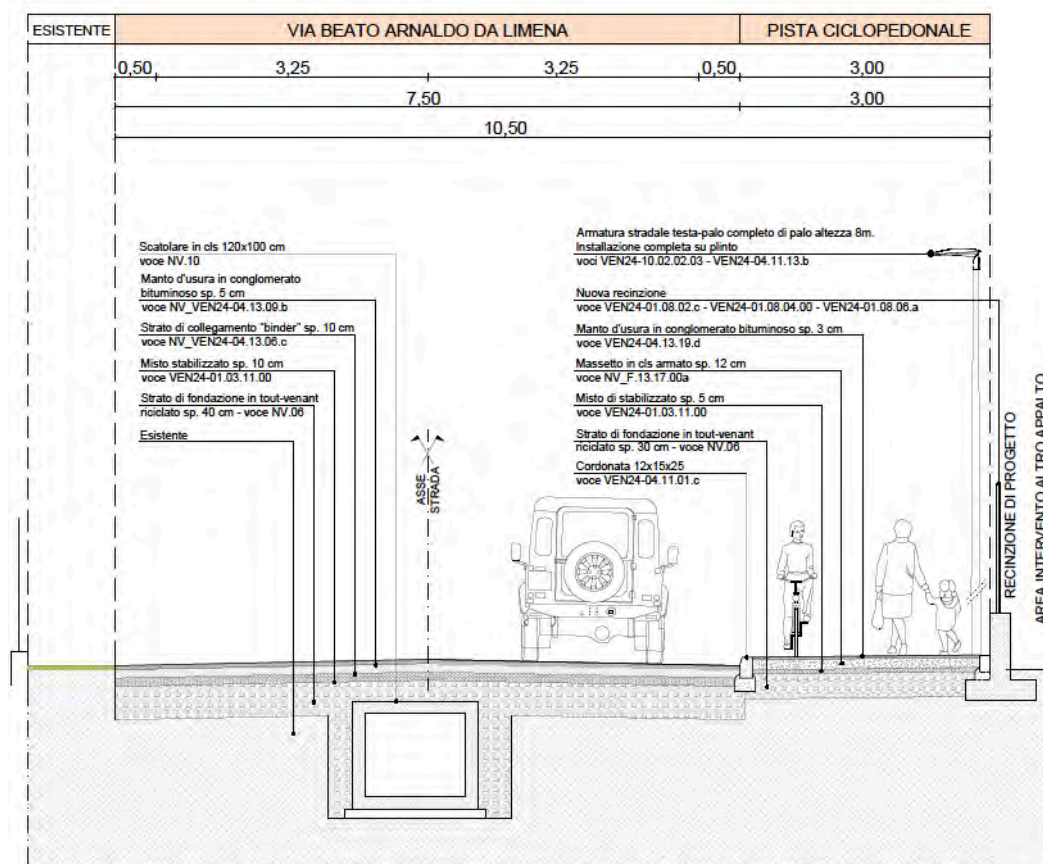 ESISTENTE
VIA BEATO ARNALDO DA LIMENA
PISTA CICLOPEDONALE
0,50
3,25
3,25
0,50
3,00
7,50
3,00
10,50
Scatolare in cls 120x100 cm
voce NV.10
Manto d'usura in conglomerato
bituminoso sp. 5 cm
voce NV_VEN24-04.13.09.b
Strato di collegamento "binder" sp. 10 cm
voce NV_VEN24-04.13.06.c
Misto stabilizzato sp. 10 cm
voce VEN24-01.03.11.00
Strato di fondazione in tout-venant
riciclato sp. 40 cm - voce NV.06
Esistente
ASSE
STRADA
Armatura stradale testa-palo completo di palo altezza 8m.
Installazione completa su plinto
voci VEN24-10.02.02.03 - VEN24-04.11.13.b
Nuova recinzione
voce VEN24-01.08.02.c - VEN24-01.08.04.00 - VEN24-01.08.06.a
Manto d'usura in conglomerato bituminoso sp. 3 cm
voce VEN24-04.13.19.d
Massetto in cls armato sp. 12 cm
voce NV_F.13.17.00a
Misto di stabilizzato sp. 5 cm
voce VEN24-01.03.11.00
Strato di fondazione in tout-venant
riciclato sp. 30 cm - voce NV.06
Cordonata 12x15x25
voce VEN24-04.11.01.c
RECINZIONE DI PROGETTO
AREA INTERVENTO ALTRO APPALTO